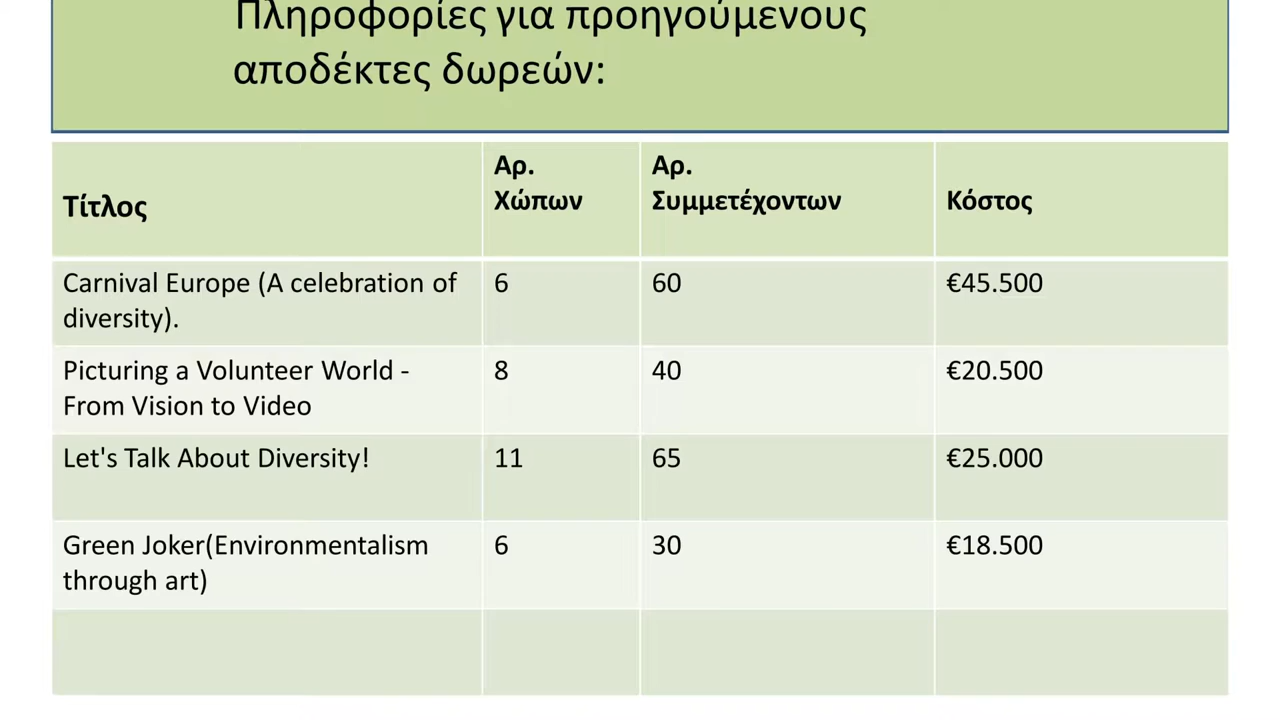 Πληροφορίες για προηγούμενους
αποδέκτες δωρεών:
Τίτλος
Αρ.
Χώπων
Αρ.
Συμμετέχοντων
Κόστος
Carnival Europe (A celebration of
diversity).
6
60
€45.500
Picturing a Volunteer World -
From Vision to Video
8
40
€20.500
Let's Talk About Diversity!
11
65
€25.000
Green Joker(Environmentalism
through art)
6
30
€18.500